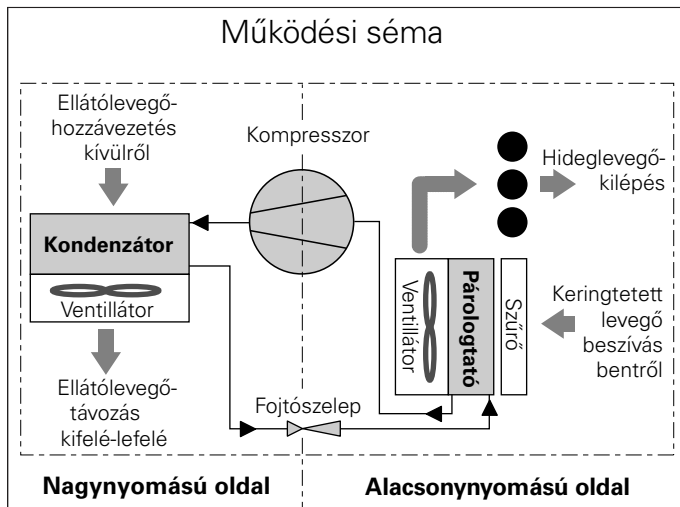 Működési séma
Ellátólevegő-
hozzávezetés
kívülről
Kondenzátor
Ventillátor
Ellátólevegő-
távozás
kifelé-lefelé
Kompresszor
Fojtószelep
Hideglevegő-
kilépés
Ventillátor
Párologtató
Szűrő
Keringtetett
levegő
beszívás
bentről
Nagynyomású oldal
Alacsonynyomású oldal